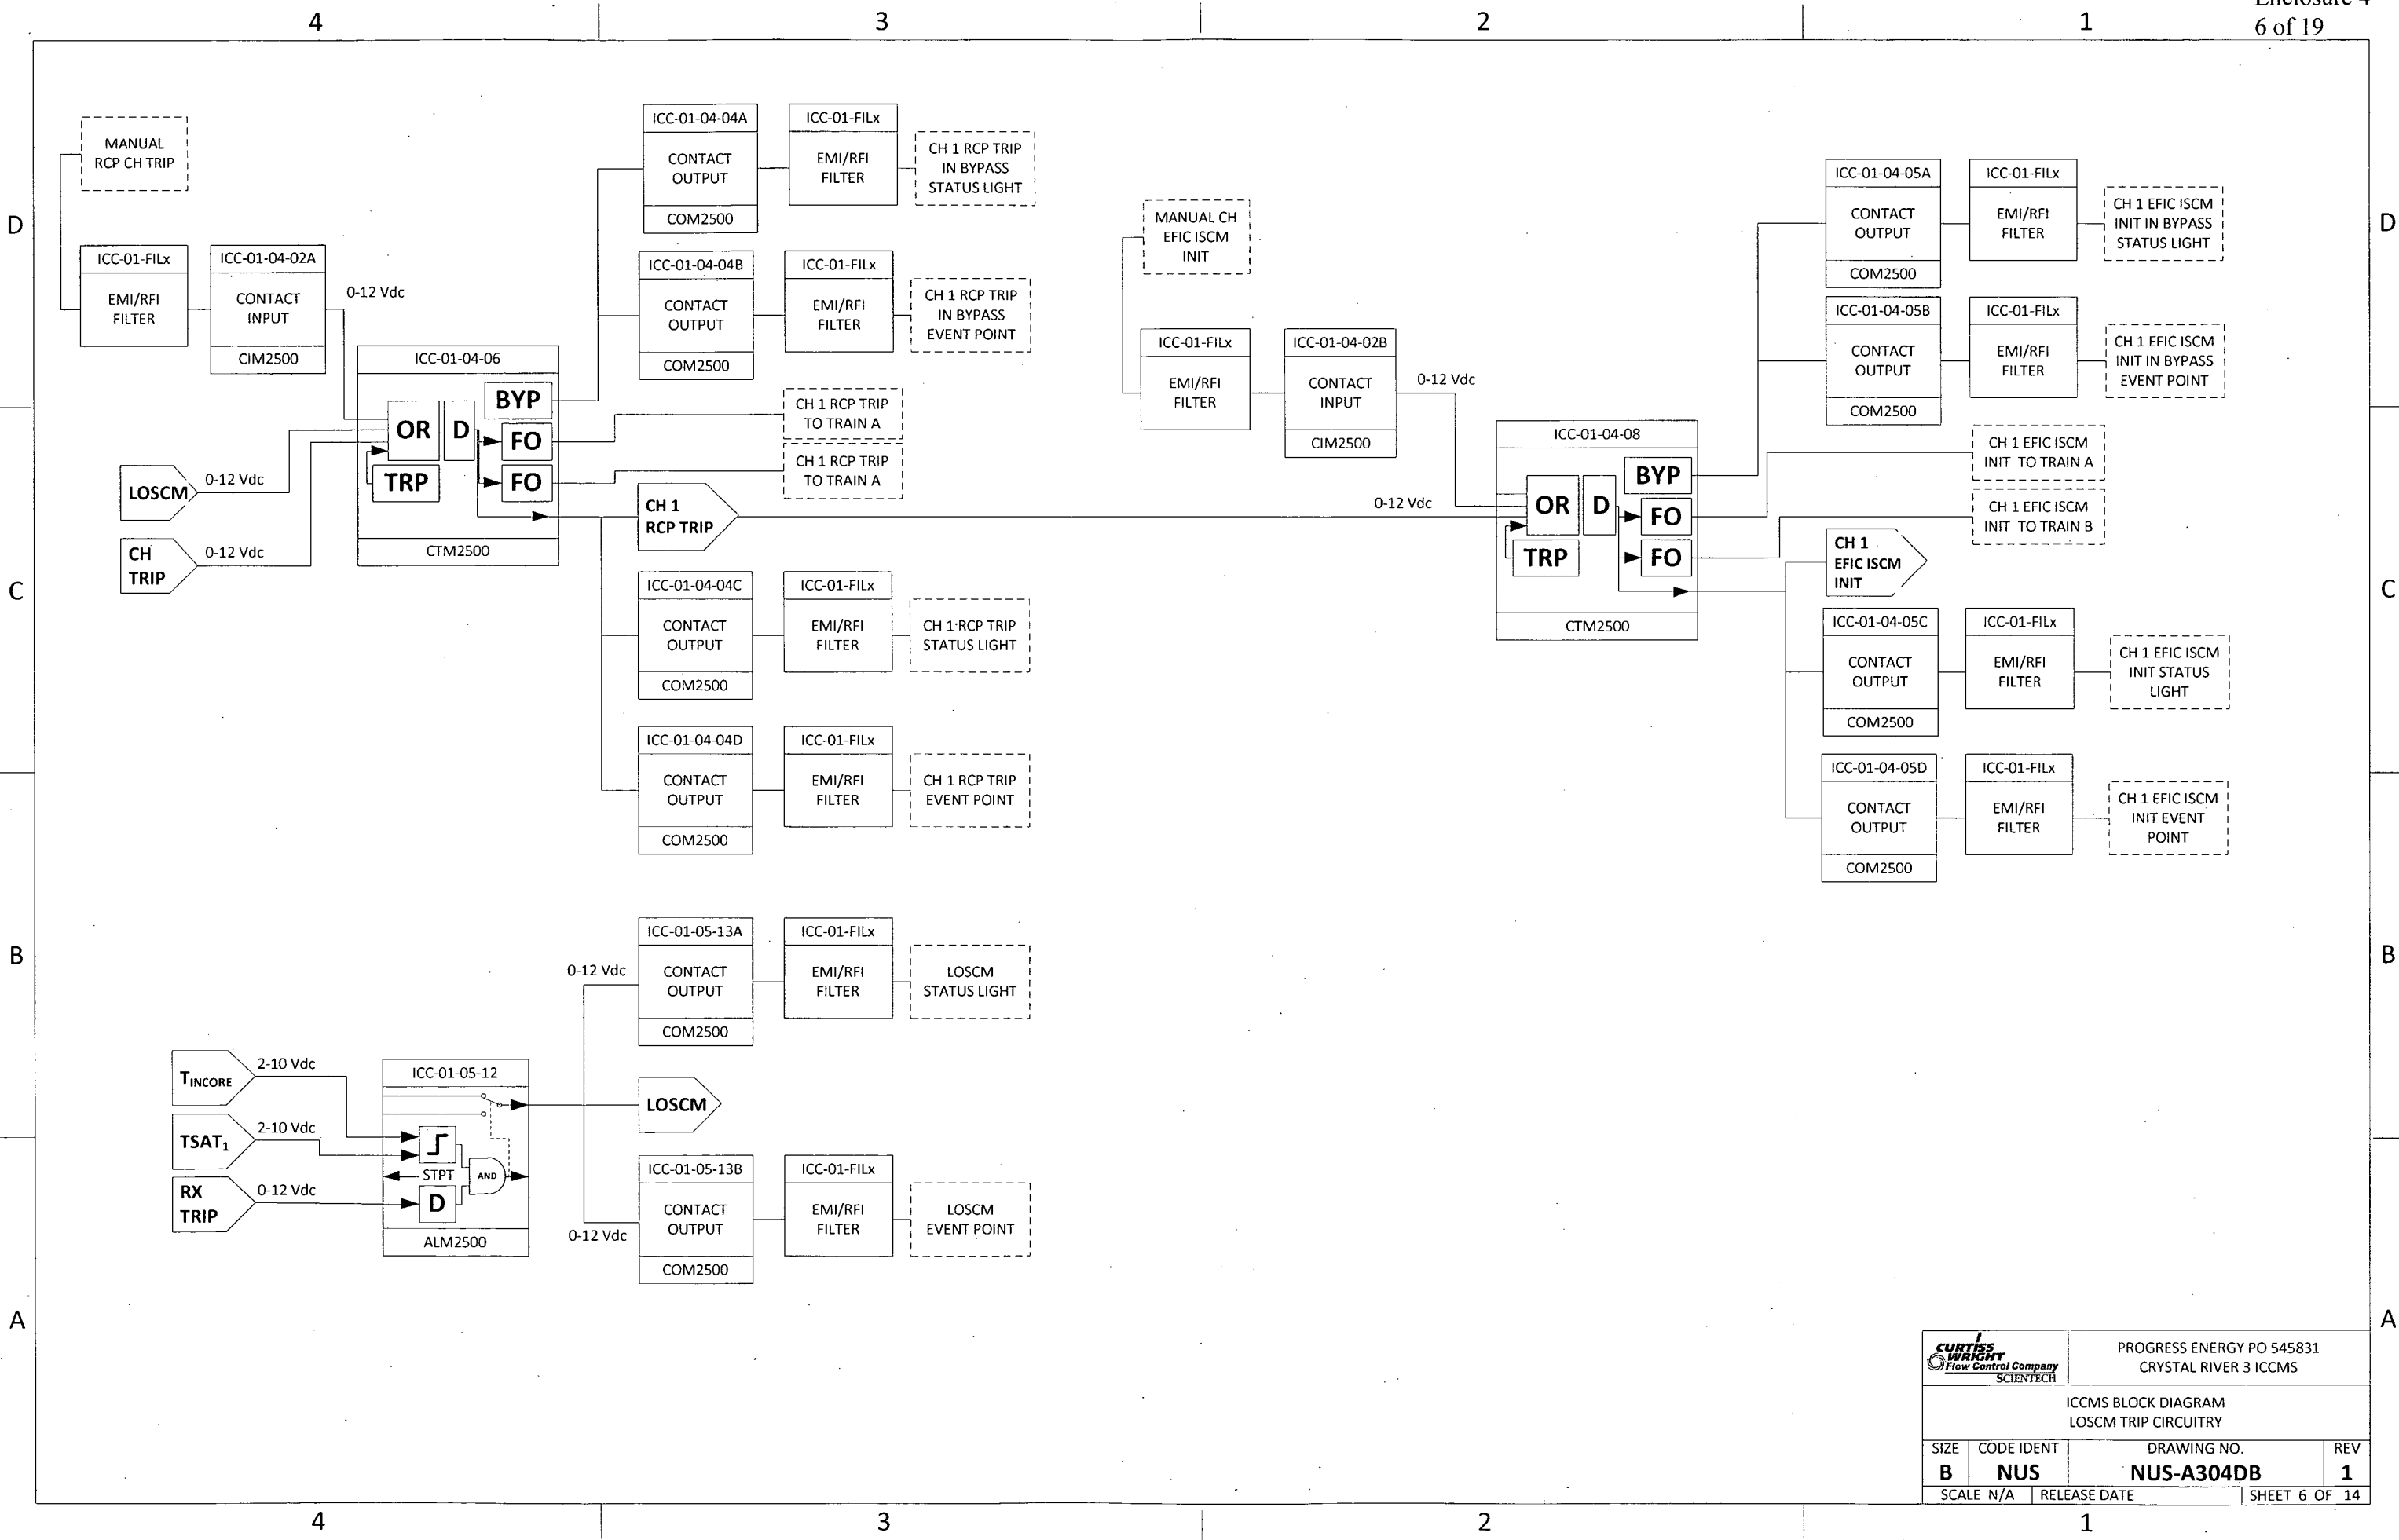 Enclosure 4
6 of 19
4
3
2
1
D
C
B
A
MANUAL
RCP CH TRIP
ICC-01-FILx
EMI/RFI
FILTER
ICC-01-04-02A
CONTACT
INPUT
CIM2500
0-12 Vdc
LOSCM
0-12 Vdc
CH
TRIP
0-12 Vdc
ICC-01-04-06
OR
D
BYP
FO
TRP
FO
CTM2500
ICC-01-04-04A
CONTACT
OUTPUT
COM2500
ICC-01-FILx
EMI/RFI
FILTER
CH 1 RCP TRIP
IN BYPASS
STATUS LIGHT
ICC-01-04-04B
CONTACT
OUTPUT
COM2500
ICC-01-FILx
EMI/RFI
FILTER
CH 1 RCP TRIP
IN BYPASS
EVENT POINT
CH 1 RCP TRIP
TO TRAIN A
CH 1 RCP TRIP
TO TRAIN A
CH 1
RCP TRIP
ICC-01-04-04C
CONTACT
OUTPUT
COM2500
ICC-01-FILx
EMI/RFI
FILTER
CH 1 RCP TRIP
STATUS LIGHT
ICC-01-04-04D
CONTACT
OUTPUT
COM2500
ICC-01-FILx
EMI/RFI
FILTER
CH 1 RCP TRIP
EVENT POINT
MANUAL CH
EFIC ISCM
INIT
ICC-01-FILx
EMI/RFI
FILTER
ICC-01-04-02B
CONTACT
INPUT
CIM2500
0-12 Vdc
0-12 Vdc
ICC-01-04-08
OR
D
BYP
FO
TRP
FO
CTM2500
ICC-01-04-05A
CONTACT
OUTPUT
COM2500
ICC-01-FILx
EMI/RFI
FILTER
CH 1 EFIC ISCM
INIT IN BYPASS
STATUS LIGHT
ICC-01-04-05B
CONTACT
OUTPUT
COM2500
ICC-01-FILx
EMI/RFI
FILTER
CH 1 EFIC ISCM
INIT IN BYPASS
EVENT POINT
CH 1 EFIC ISCM
INIT TO TRAIN A
CH 1 EFIC ISCM
INIT TO TRAIN B
CH 1
EFIC ISCM
INIT
ICC-01-04-05C
CONTACT
OUTPUT
COM2500
ICC-01-FILx
EMI/RFI
FILTER
CH 1 EFIC ISCM
INIT STATUS
LIGHT
ICC-01-04-05D
CONTACT
OUTPUT
COM2500
ICC-01-FILx
EMI/RFI
FILTER
CH 1 EFIC ISCM
INIT EVENT
POINT
TINCORE
2-10 Vdc
TSAT1
2-10 Vdc
RX
TRIP
0-12 Vdc
ICC-01-05-12
STPT
AND
D
ALM2500
0-12 Vdc
ICC-01-05-13A
CONTACT
OUTPUT
COM2500
ICC-01-FILx
EMI/RFI
FILTER
LOSCM
STATUS LIGHT
LOSCM
0-12 Vdc
ICC-01-05-13B
CONTACT
OUTPUT
COM2500
ICC-01-FILx
EMI/RFI
FILTER
LOSCM
EVENT POINT
D
C
B
A
CURTISS
WRIGHT
Flow Control Company
SCIENTECH
PROGRESS ENERGY PO 545831
CRYSTAL RIVER 3 ICCMS
ICCMS BLOCK DIAGRAM
LOSCM TRIP CIRCUITRY
SIZE CODE IDENT DRAWING NO. REV
B NUS NUS-A304DB 1
SCALE N/A RELEASE DATE SHEET 6 OF 14
4
3
2
1